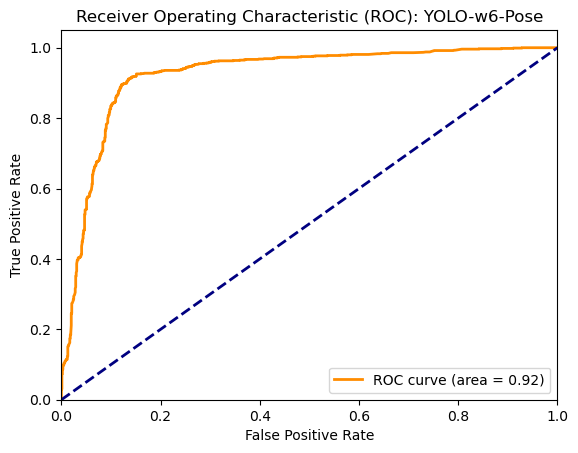 Receiver Operating Characteristic (ROC): YOLO-w6-Pose
1.0
0.8
0.6
0.4
0.2
0.0
True Positive Rate
ROC curve (area = 0.92)
0.0 0.2 0.4 0.6 0.8 1.0
False Positive Rate